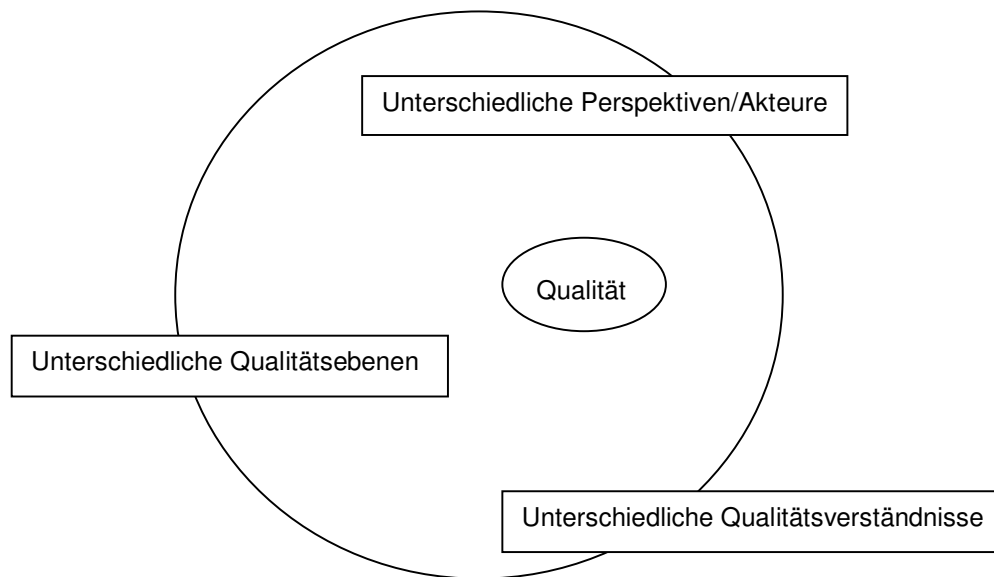 Unterschiedliche Perspektiven/Akteure
Qualität
Unterschiedliche Qualitätsebenen
Unterschiedliche Qualitätsverständnisse